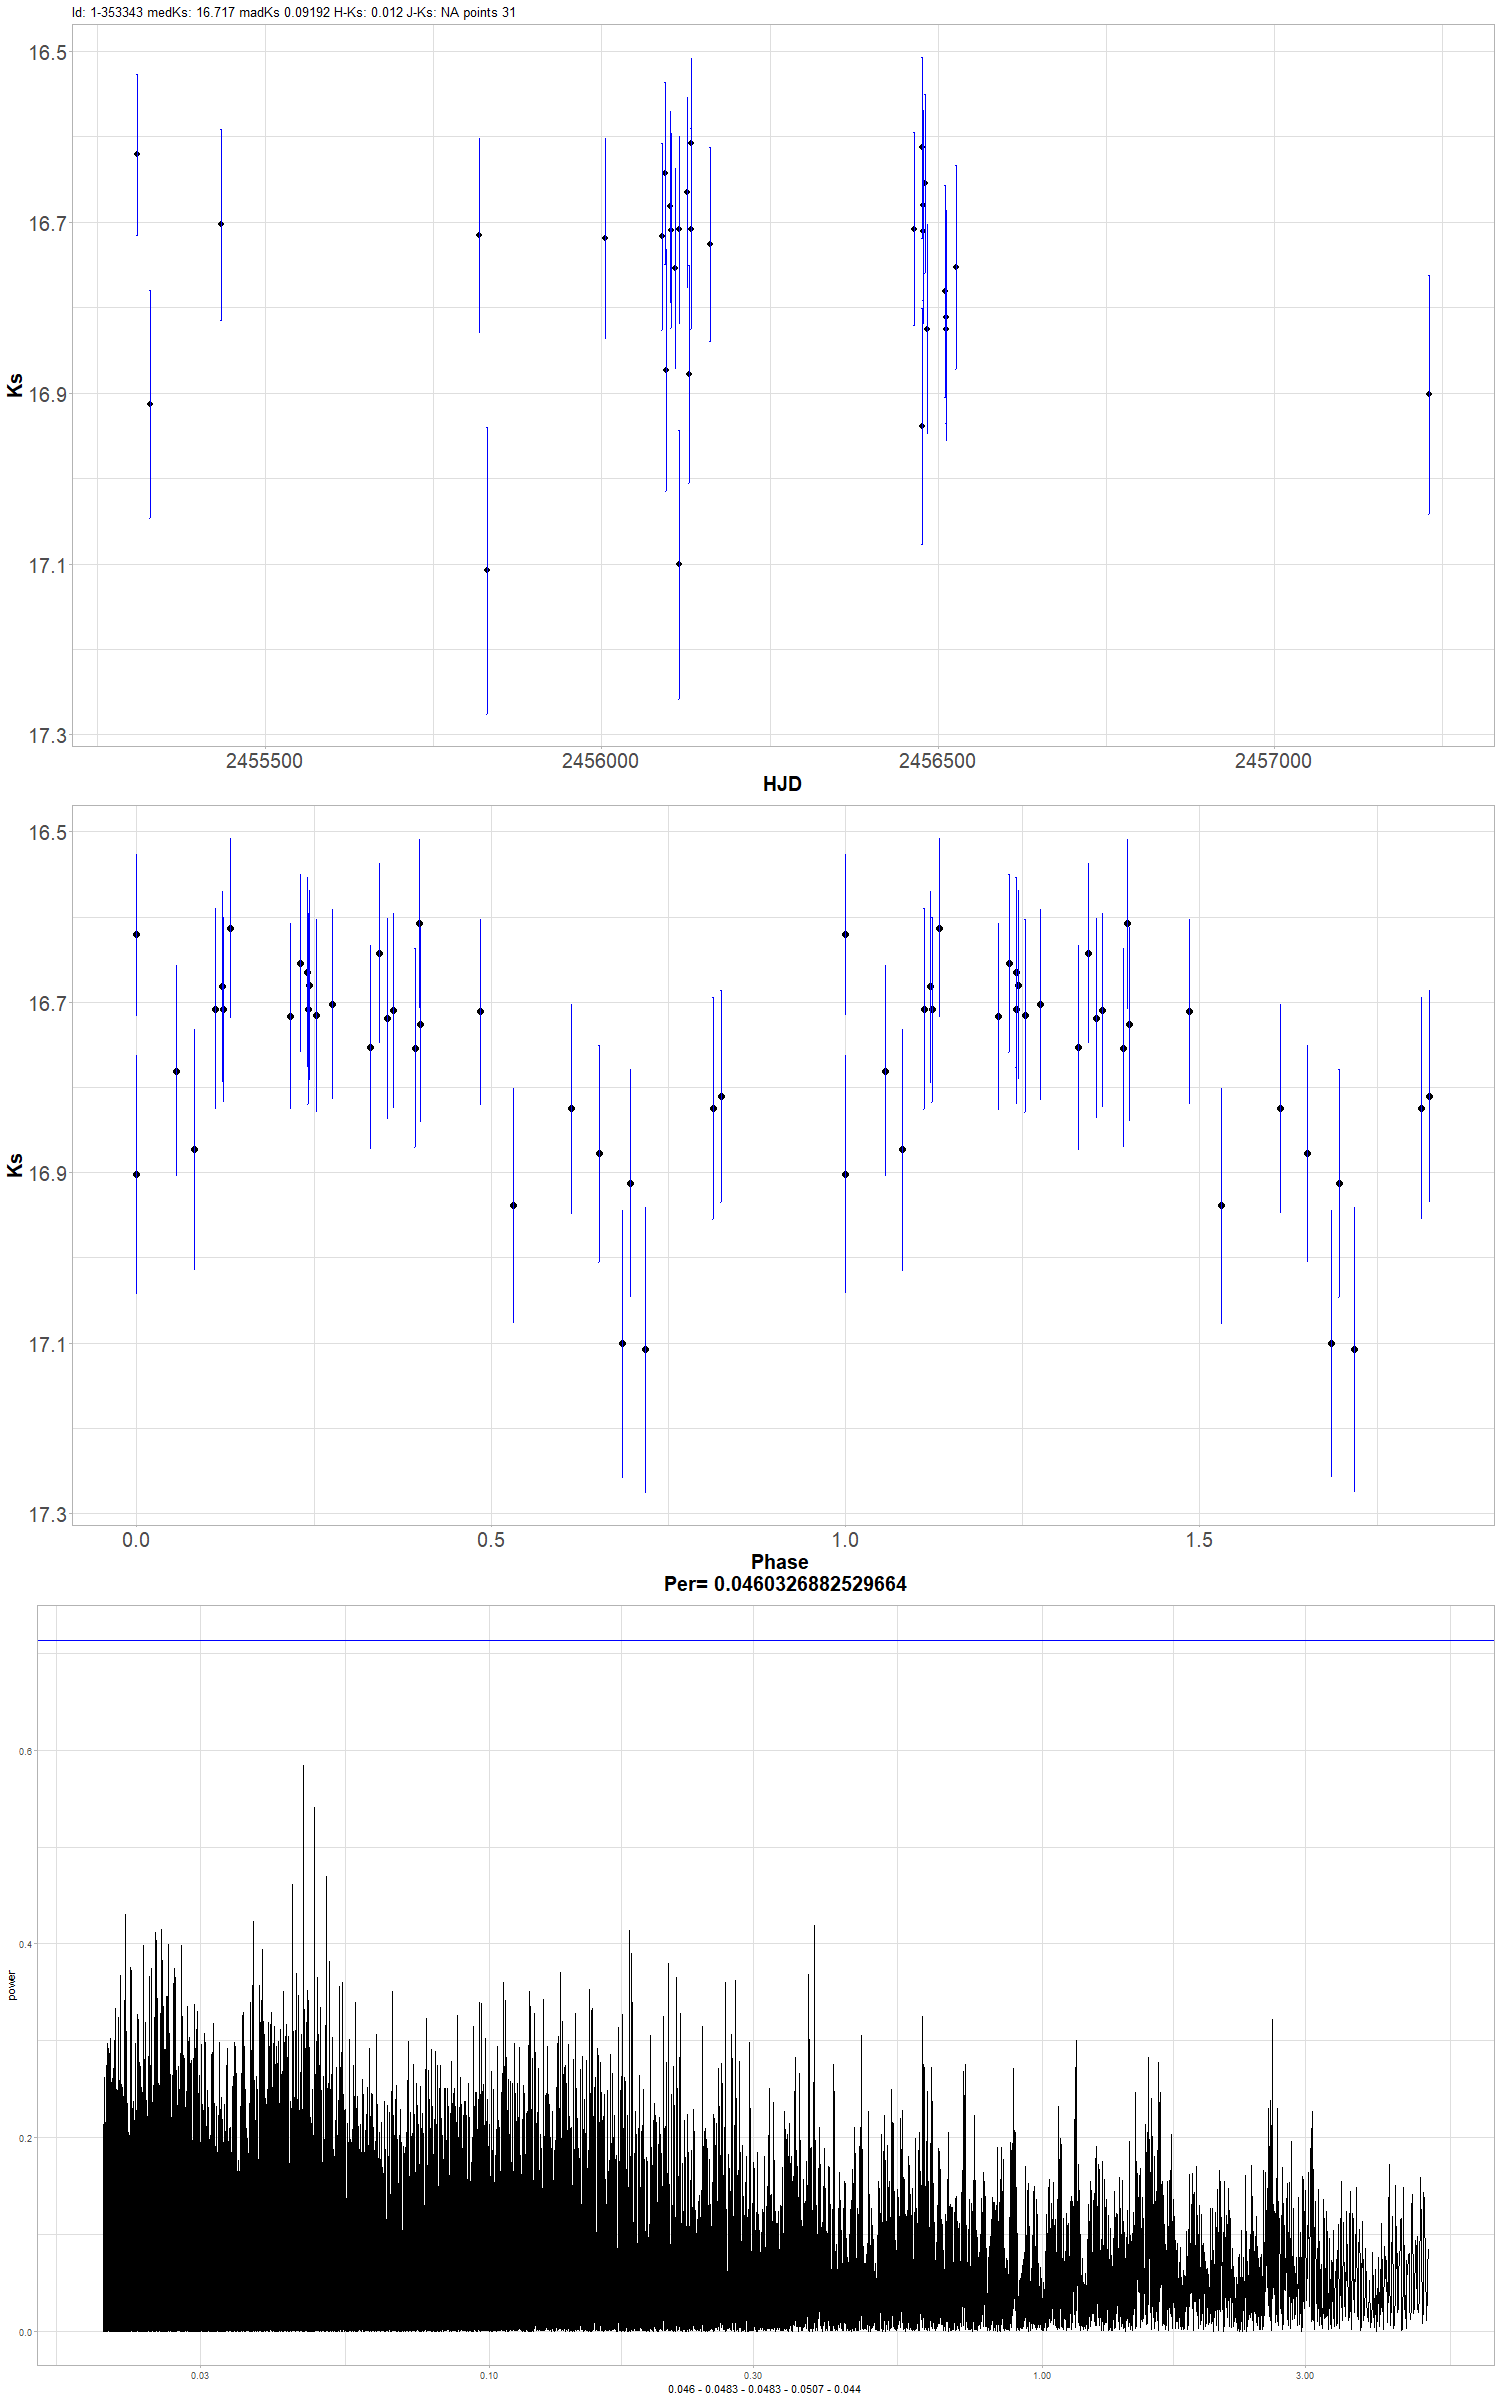 Id: 1-353343 medKs: 16.717 madKs 0.09192 H-Ks: 0.012 J-Ks: NA points 31
16.5
16.7
16.9
17.1
17.3
Ks
2455500 2456000 2456500 2457000
HJD
16.5
16.7
16.9
17.1
17.3
Ks
0.0 0.5 1.0 1.5
Phase
Per= 0.0460326882529664
0.6
0.4
0.2
0.0
power
0.03 0.10 0.30 1.00 3.00
0.046 - 0.0483 - 0.0483 - 0.0507 - 0.044